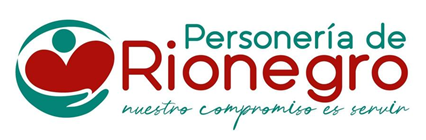 Personería de
Rionegro
nuestro compromiso es servir